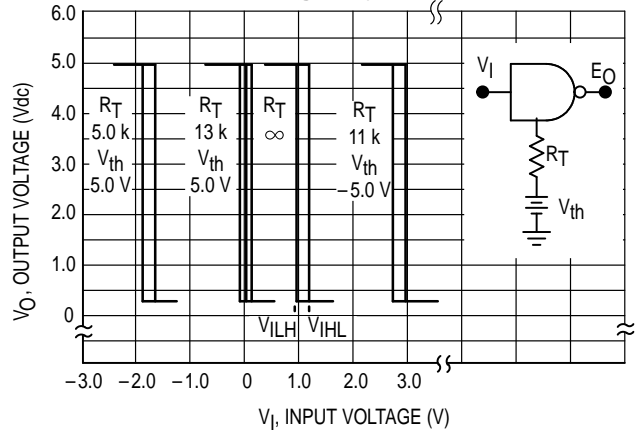 6.0
5.0
4.0
3.0
2.0
1.0
0
VO, OUTPUT VOLTAGE (Vdc)
RT
5.0 k
Vth
5.0 V
RT
13 k
Vth
5.0 V
RT
∞
RT
11 k
Vth
−5.0 V
VI
EO
RT
Vth
VILH
VIHL
−3.0 −2.0 −1.0 0 1.0 2.0 3.0
VI, INPUT VOLTAGE (V)